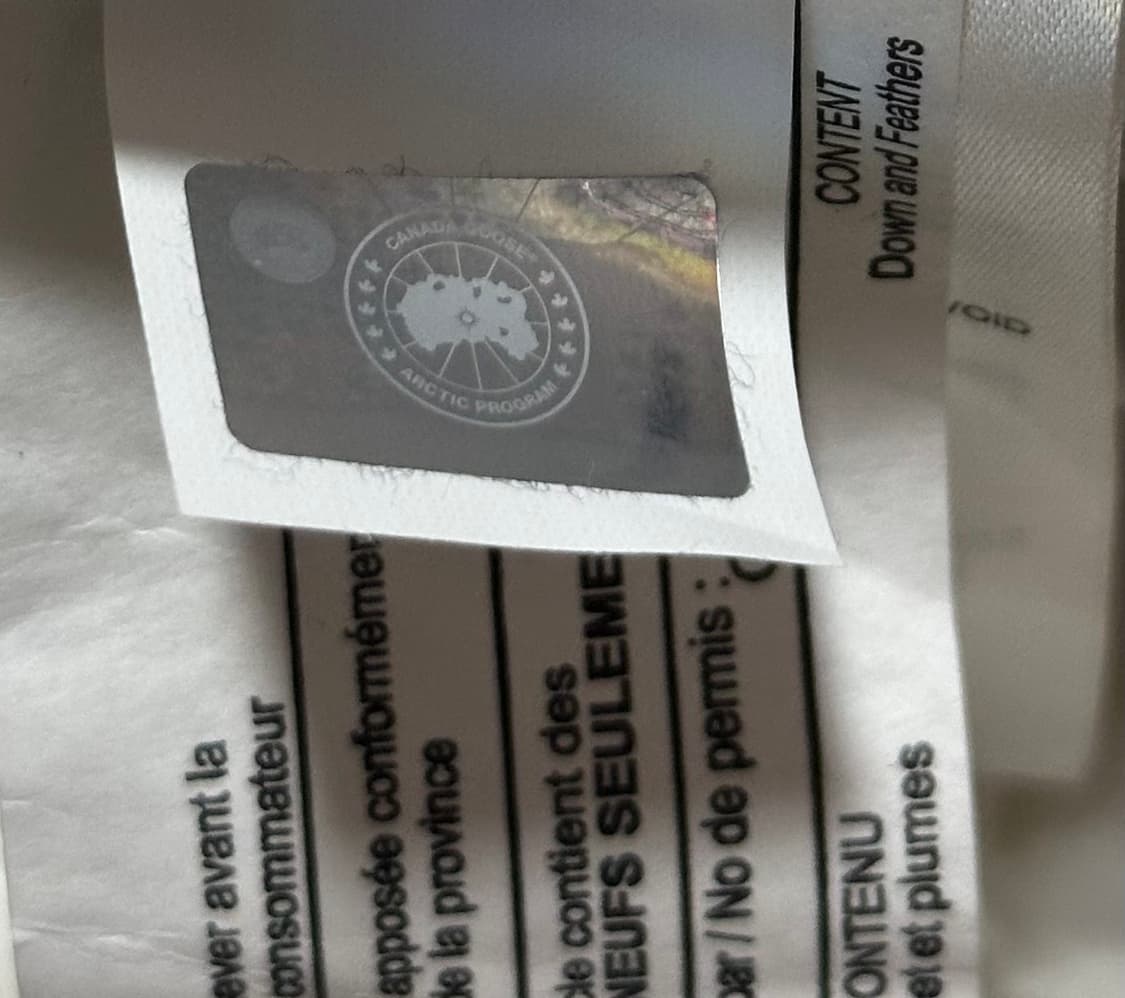 CANADA GOOSE
ARCTIC PROGRAM
CONTENT
Down and Feathers
VOID
ever avant la
consommateur
apposée conformémen
de la province
le contient des
NEUFS SEULEME
par / No de permis :
ONTENU
et et plumes